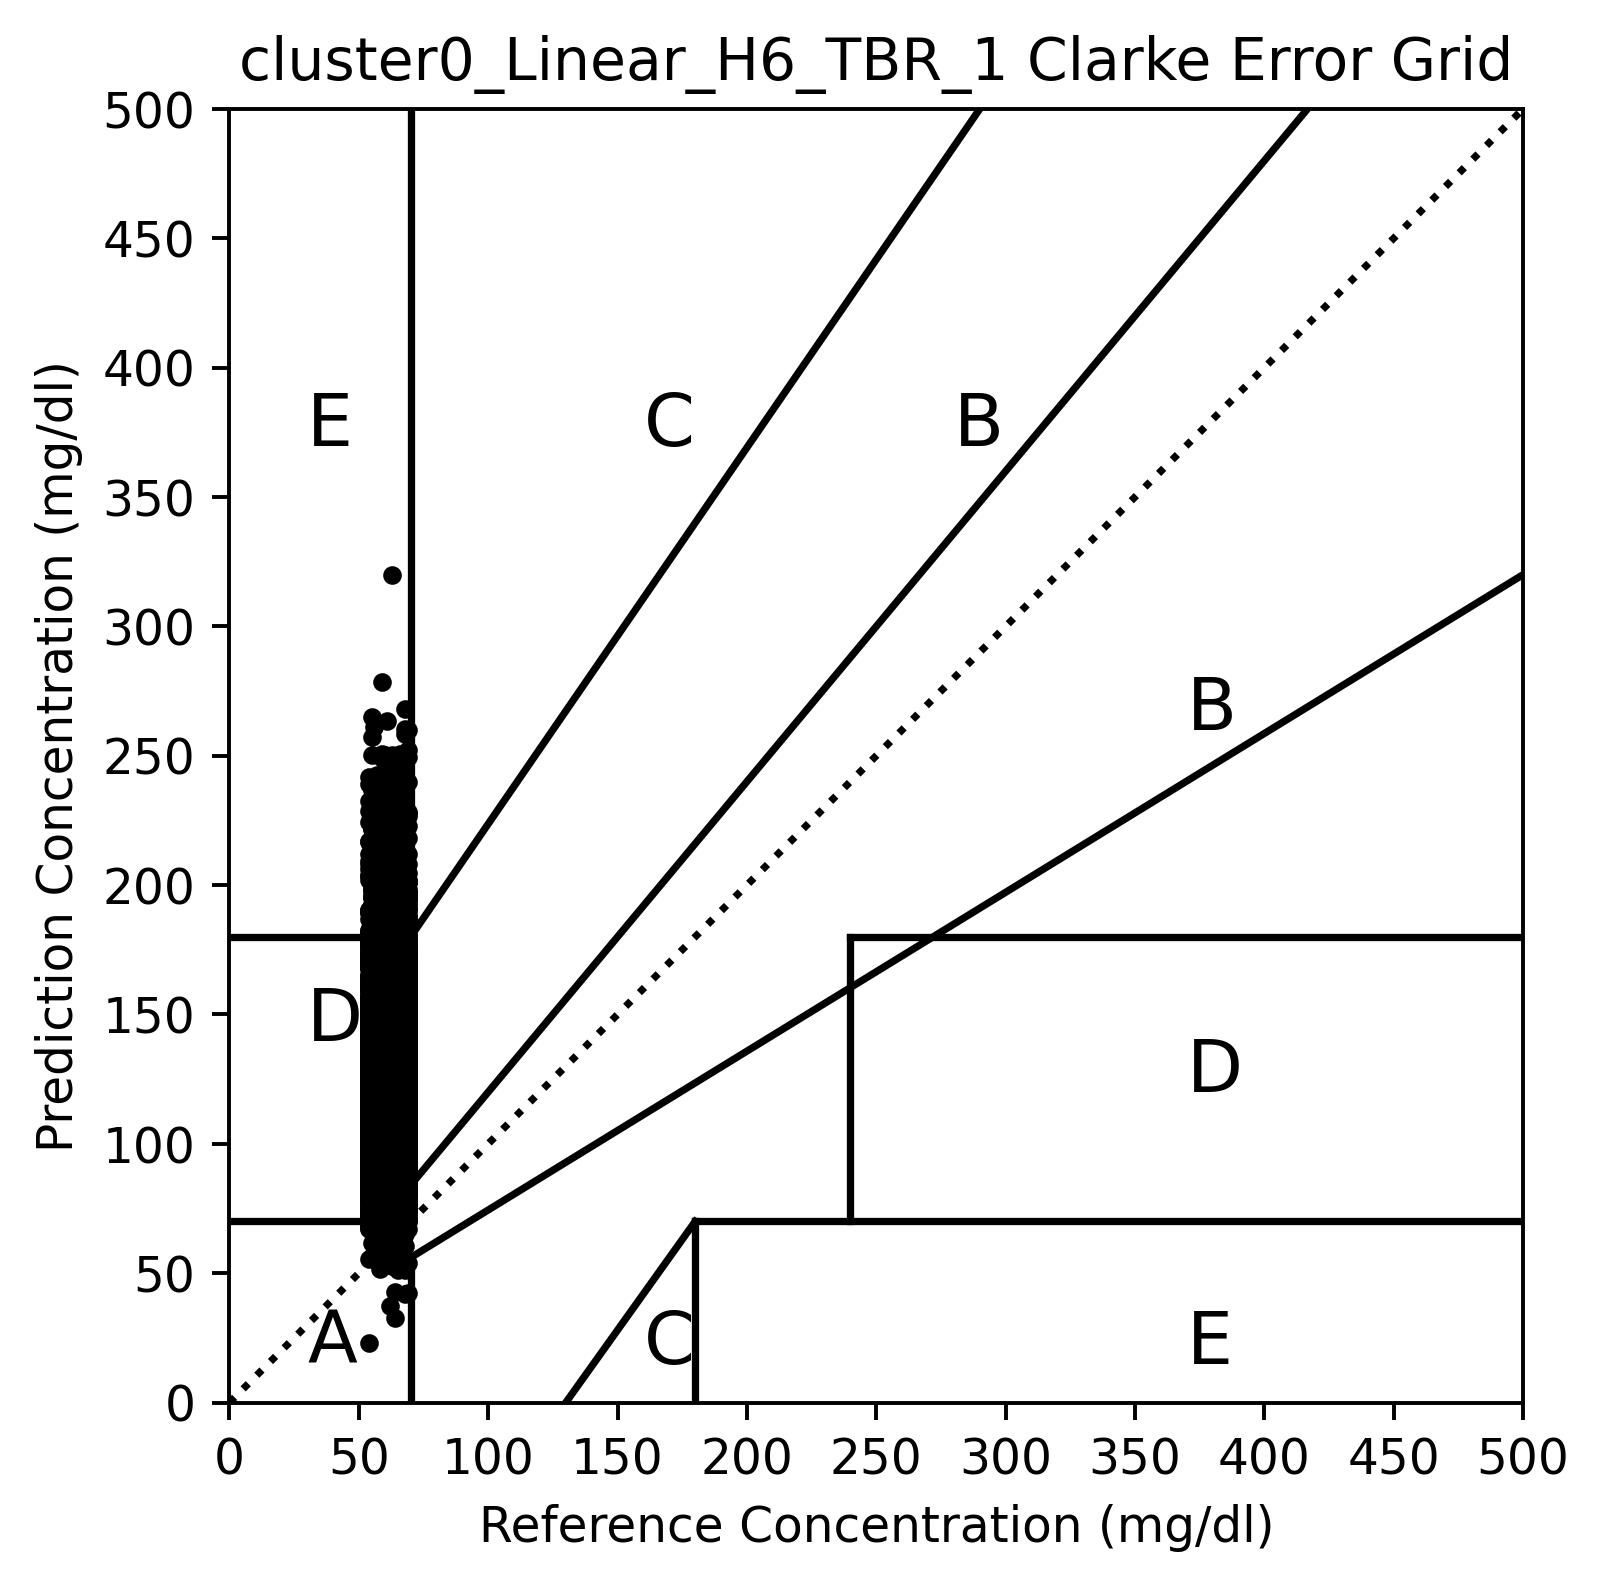 cluster0_Linear_H6_TBR_1 Clarke Error Grid
500
450
400
350
300
250
200
150
100
50
0
Prediction Concentration (mg/dl)
E C B
B
D
D
A C E
0 50 100 150 200 250 300 350 400 450 500
Reference Concentration (mg/dl)